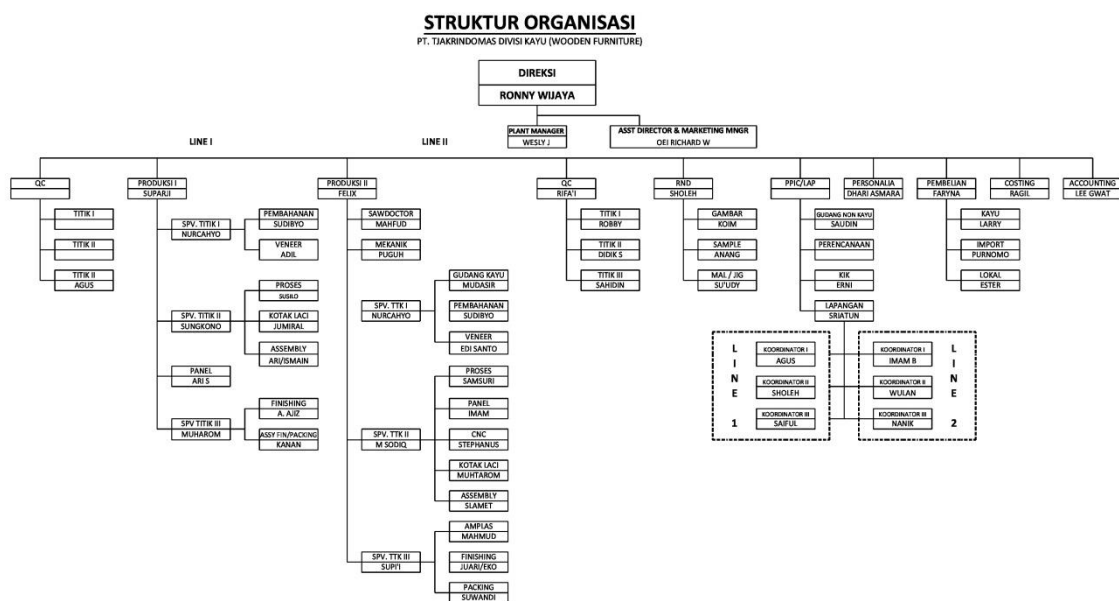 STRUKTUR ORGANISASI
PT. TJAKRINDOMAS DIVISI KAYU (WOODEN FURNITURE)
DIREKSI
RONNY WIJAYA
LINE I
LINE II
PLANT MANAGER
WESLY J
ASST DIRECTOR & MARKETING MNGR
OEI RICHARD W
QC
PRODUKSI I
SUPARJI
PRODUKSI II
FELIX
QC
RIFA'I
RND
SHOLEH
PPIC/LAP
PERSONALIA
DHARI ASMARA
PEMBELIAN
FARYNA
COSTING
RAGIL
ACCOUNTING
LEE GWAT
TITIK I
TITIK II
TITIK II
AGUS
SPV. TITIK I
NURCAHYO
PEMBAHANAN
SUDIBYO
VENEER
ADIL
SPV. TITIK II
SUNGKONO
PROSES
SUSILO
KOTAK LACI
JUMIRAL
ASSEMBLY
ARI/ISMAIN
PANEL
ARI S
SPV TITIK III
MUHAROM
FINISHING
A. AJIZ
ASSY FIN/PACKING
KANAN
SAWDOCTOR
MAHFUD
MEKANIK
PUGUH
SPV. TTK I
NURCAHYO
GUDANG KAYU
MUDASIR
PEMBAHANAN
SUDIBYO
VENEER
EDI SANTO
SPV. TTK II
M SODIQ
PROSES
SAMSURI
PANEL
IMAM
CNC
STEPHANUS
KOTAK LACI
MUHTAROM
ASSEMBLY
SLAMET
SPV. TTK III
SUPI'I
AMPLAS
MAHMUD
FINISHING
JUARI/EKO
PACKING
SUWANDI
TITIK I
ROBBY
TITIK II
DIDIK S
TITIK III
SAHIDIN
GAMBAR
KOIM
SAMPLE
ANANG
MAL / JIG
SU'UDY
GUDANG NON KAYU
SAUDIN
PERENCANAAN
KIK
ERNI
LAPANGAN
SRIATUN
KAYU
LARRY
IMPORT
PURNOMO
LOKAL
ESTER
LINE 1
KOORDINATOR I
AGUS
KOORDINATOR II
SHOLEH
KOORDINATOR III
SAIFUL
KOORDINATOR I
IMAM B
KOORDINATOR II
WULAN
KOORDINATOR III
NANIK
LINE 2